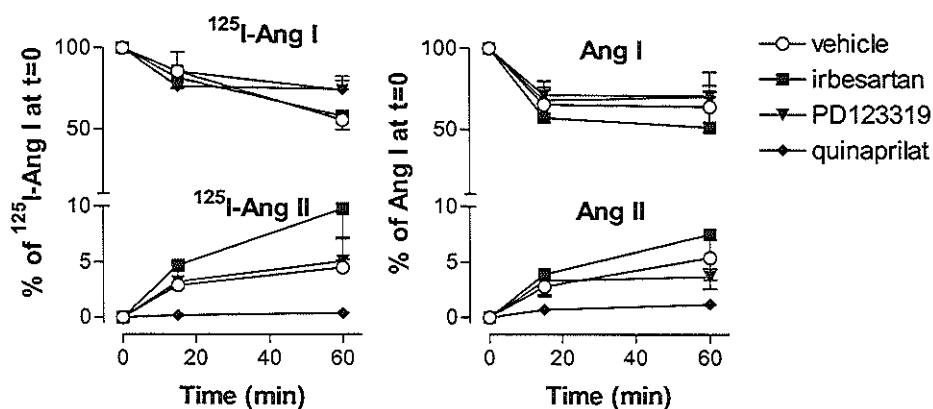 ¹²⁵I-Ang I
Ang I
100
50
100
50
% of ¹²⁵I-Ang I at t=0
% of Ang I at t=0
vehicle
irbesartan
PD123319
quinaprilat
¹²⁵I-Ang II
Ang II
10
5
0
10
5
0
0 20 40 60
0 20 40 60
Time (min)
Time (min)